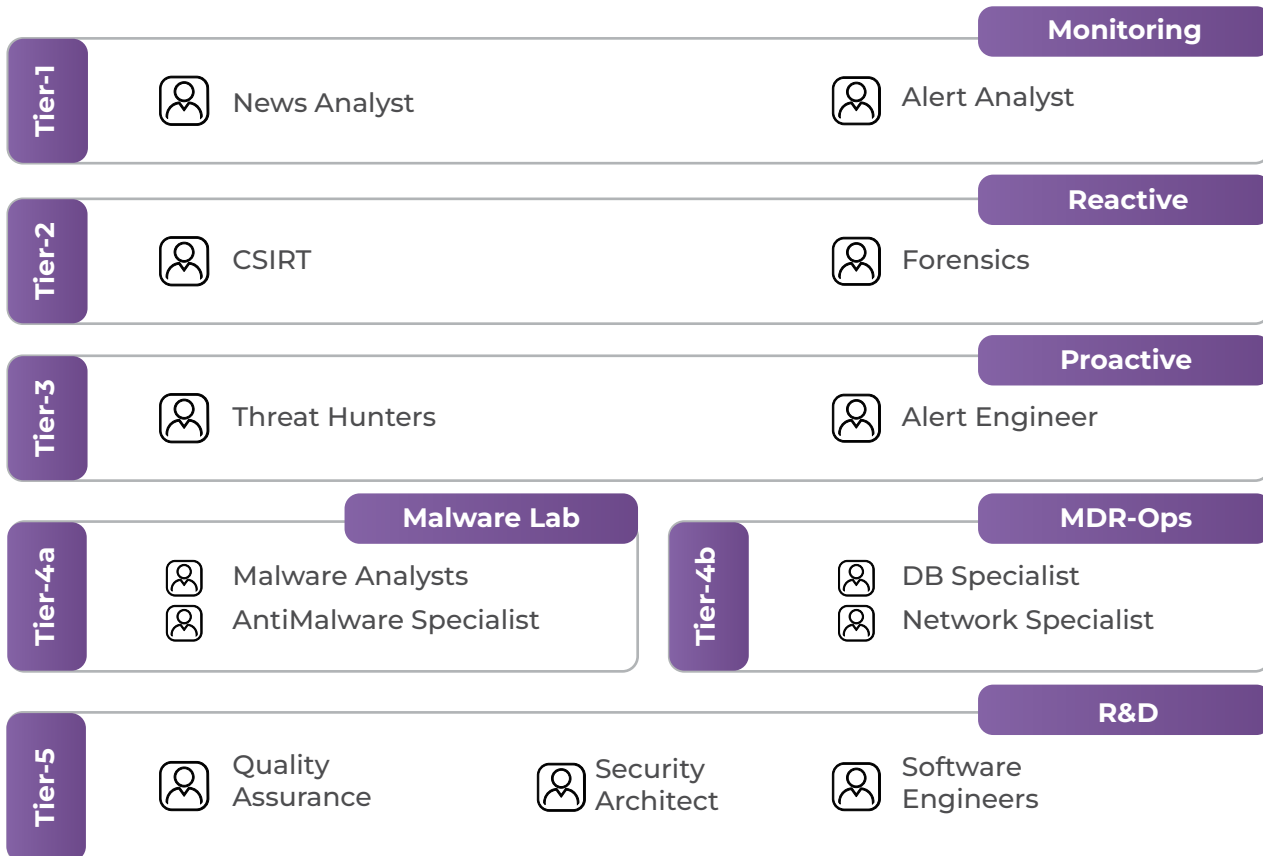 Monitoring
Tier-1
News Analyst
Alert Analyst
Reactive
Tier-2
CSIRT
Forensics
Proactive
Tier-3
Threat Hunters
Alert Engineer
Malware Lab
Tier-4a
Malware Analysts
AntiMalware Specialist
MDR-Ops
Tier-4b
DB Specialist
Network Specialist
R&D
Tier-5
Quality
Assurance
Security
Architect
Software
Engineers